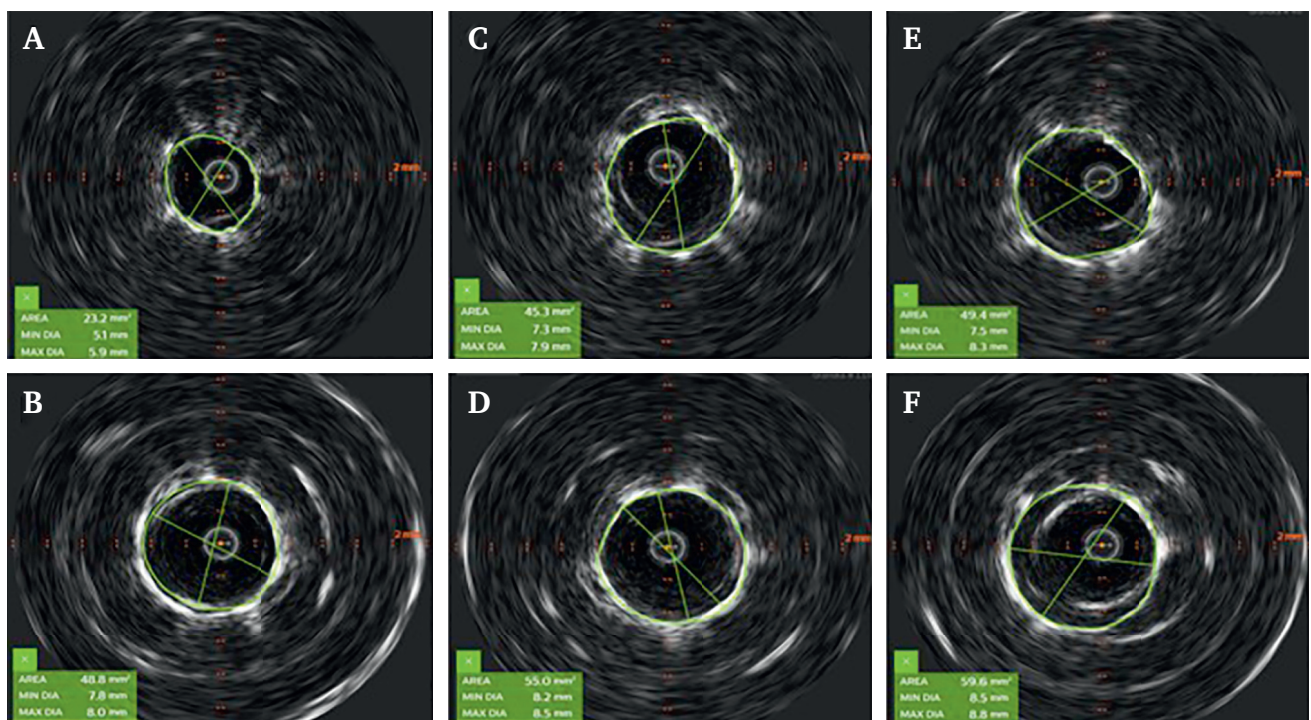 A
2 mm
AREA 23.2 mm²
MIN DIA 5.1 mm
MAX DIA 5.9 mm
C
2 mm
AREA 45.3 mm²
MIN DIA 7.3 mm
MAX DIA 7.9 mm
E
2 mm
AREA 49.4 mm²
MIN DIA 7.5 mm
MAX DIA 8.3 mm
B
2 mm
AREA 48.8 mm²
MIN DIA 7.8 mm
MAX DIA 8.0 mm
D
2 mm
AREA 55.0 mm²
MIN DIA 8.2 mm
MAX DIA 8.5 mm
F
2 mm
AREA 59.6 mm²
MIN DIA 8.5 mm
MAX DIA 8.8 mm